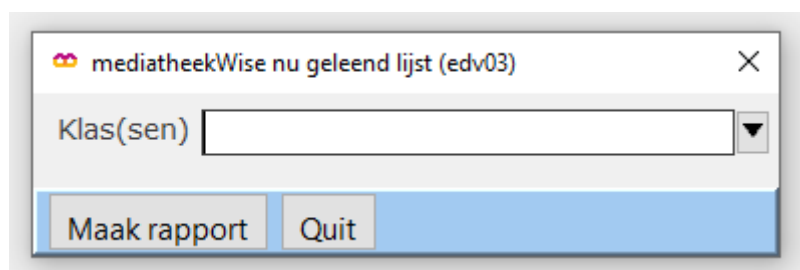 mediatheekWise nu geleend lijst (edv03)
Klas(sen)
Maak rapport Quit